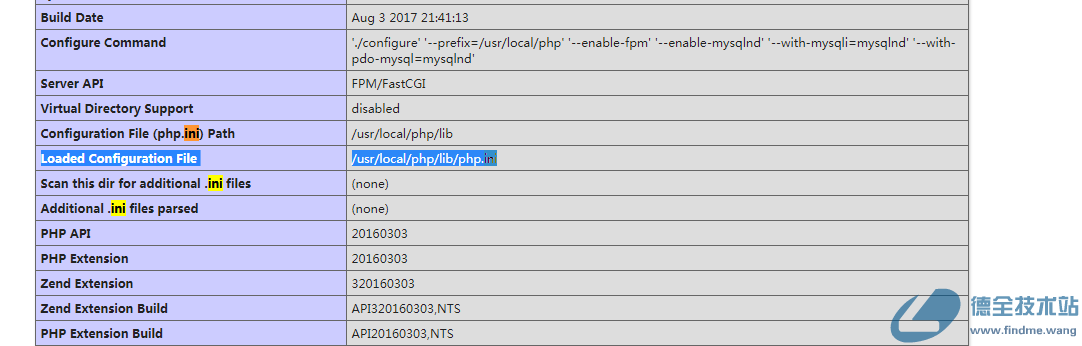 Build Date Aug 3 2017 21:41:13
Configure Command './configure' '--prefix=/usr/local/php' '--enable-fpm' '--enable-mysqlnd' '--with-mysqli=mysqlnd' '--with-
pdo-mysql=mysqlnd'
Server API FPM/FastCGI
Virtual Directory Support disabled
Configuration File (php.ini) Path /usr/local/php/lib
Loaded Configuration File /usr/local/php/lib/php.ini
Scan this dir for additional .ini files (none)
Additional .ini files parsed (none)
PHP API 20160303
PHP Extension 20160303
Zend Extension 320160303
Zend Extension Build API320160303,NTS
PHP Extension Build API20160303,NTS
德全技术站
www.findme.wang